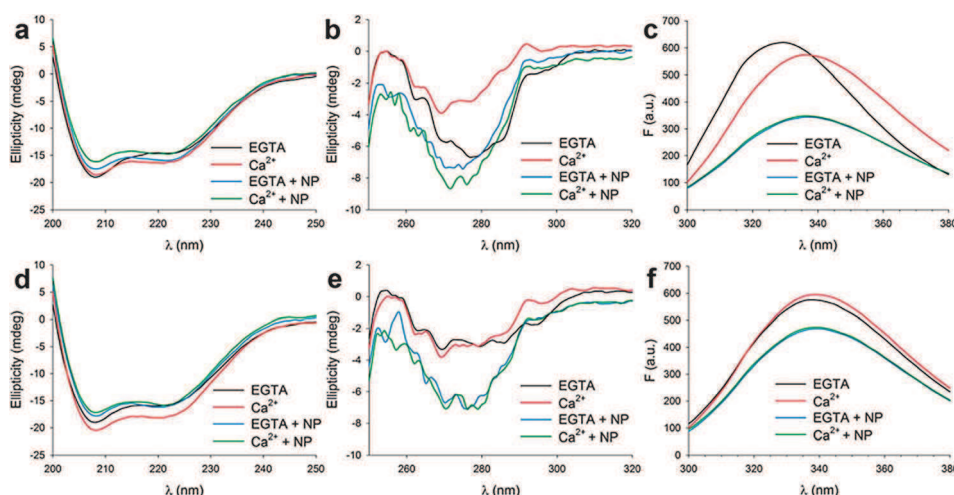 a
Ellipticity (mdeg)
5
0
-5
-10
-15
-20
-25
200 210 220 230 240 250
λ (nm)
EGTA
Ca²⁺
EGTA + NP
Ca²⁺ + NP
b
Ellipticity (mdeg)
2
0
-2
-4
-6
-8
-10
260 280 300 320
λ (nm)
EGTA
Ca²⁺
EGTA + NP
Ca²⁺ + NP
c
F (a.u.)
700
600
500
400
300
200
100
0
300 320 340 360 380
λ (nm)
EGTA
Ca²⁺
EGTA + NP
Ca²⁺ + NP
d
Ellipticity (mdeg)
10
5
0
-5
-10
-15
-20
-25
200 210 220 230 240 250
λ (nm)
EGTA
Ca²⁺
EGTA + NP
Ca²⁺ + NP
e
Ellipticity (mdeg)
2
0
-2
-4
-6
-8
-10
260 280 300 320
λ (nm)
EGTA
Ca²⁺
EGTA + NP
Ca²⁺ + NP
f
F (a.u.)
700
600
500
400
300
200
100
0
300 320 340 360 380
λ (nm)
EGTA
Ca²⁺
EGTA + NP
Ca²⁺ + NP